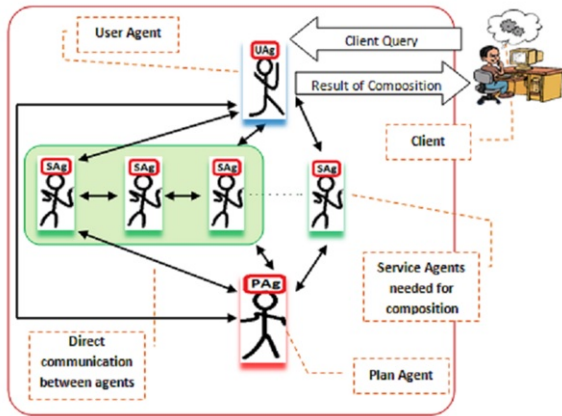 User Agent
UAg
Client Query
Result of Composition
Client
SAg
SAg
SAg
SAg
Service Agents
needed for
composition
PAg
Direct
communication
between agents
Plan Agent